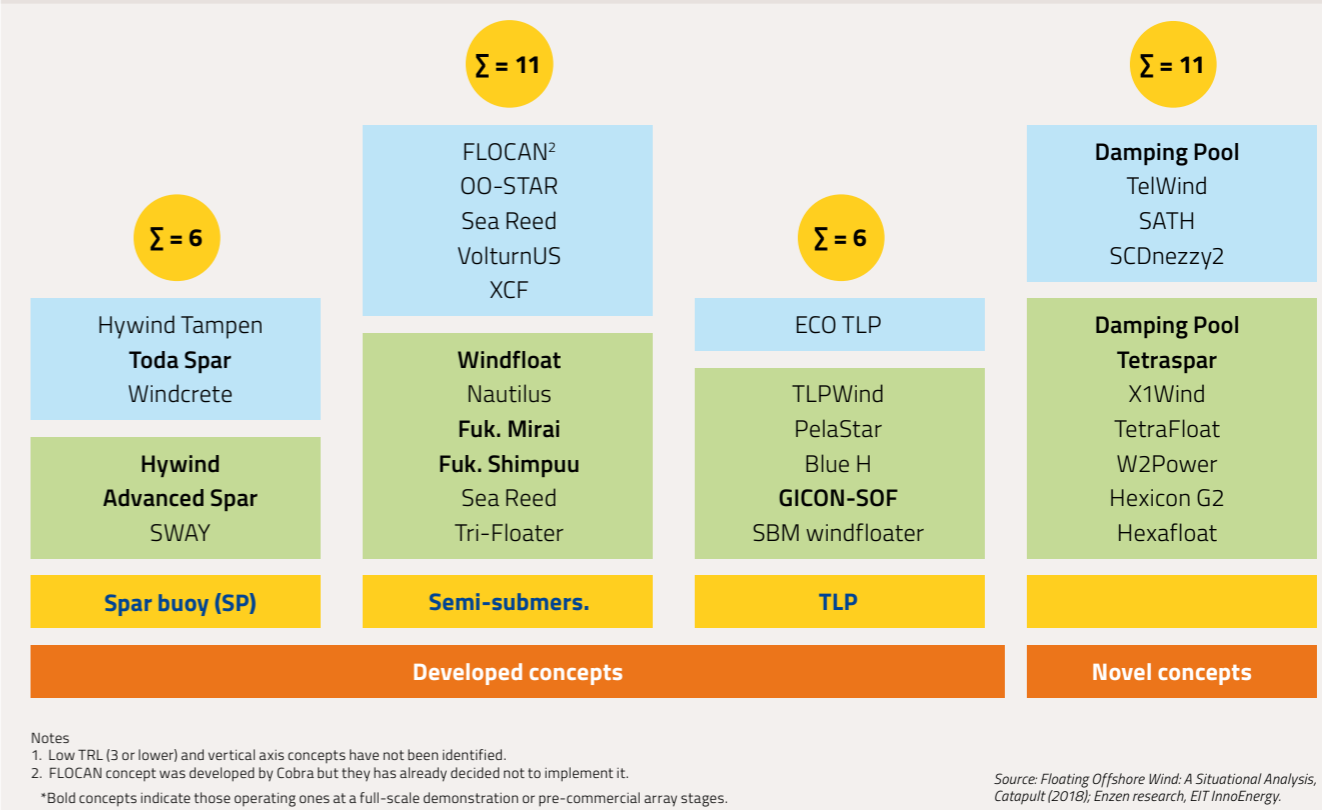 ∑ = 6
Hywind Tampen
Toda Spar
Windcrete
Hywind
Advanced Spar
SWAY
Spar buoy (SP)
∑ = 11
FLOCAN²
OO-STAR
Sea Reed
VolturnUS
XCF
Windfloat
Nautilus
Fuk. Mirai
Fuk. Shimpuu
Sea Reed
Tri-Floater
Semi-submers.
∑ = 6
ECO TLP
TLPWind
PelaStar
Blue H
GICON-SOF
SBM windfloater
TLP
Developed concepts
∑ = 11
Damping Pool
TelWind
SATH
SCDnezzy2
Damping Pool
Tetraspar
X1Wind
TetraFloat
W2Power
Hexicon G2
Hexafloat
Novel concepts
Notes
1. Low TRL (3 or lower) and vertical axis concepts have not been identified.
2. FLOCAN concept was developed by Cobra but they has already decided not to implement it.
*Bold concepts indicate those operating ones at a full-scale demonstration or pre-commercial array stages.
Source: Floating Offshore Wind: A Situational Analysis,
Catapult (2018); Enzen research, EIT InnoEnergy.